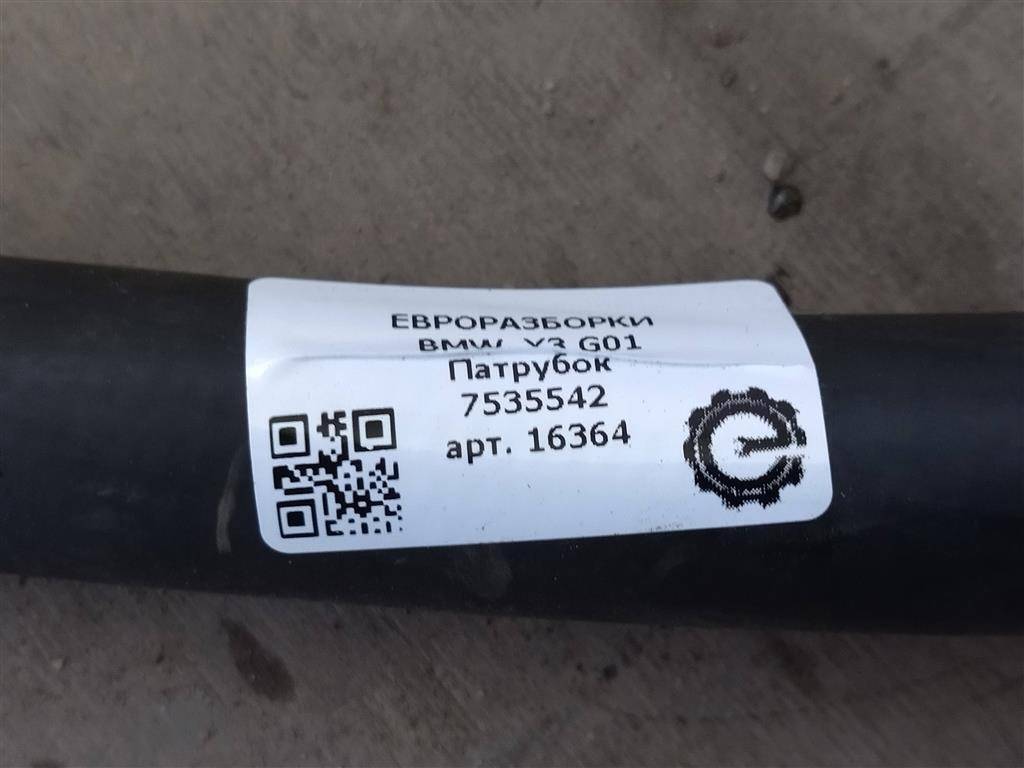 ЕВРОРАЗБОРКИ
BMW X3 G01
Патрубок
7535542
арт. 16364